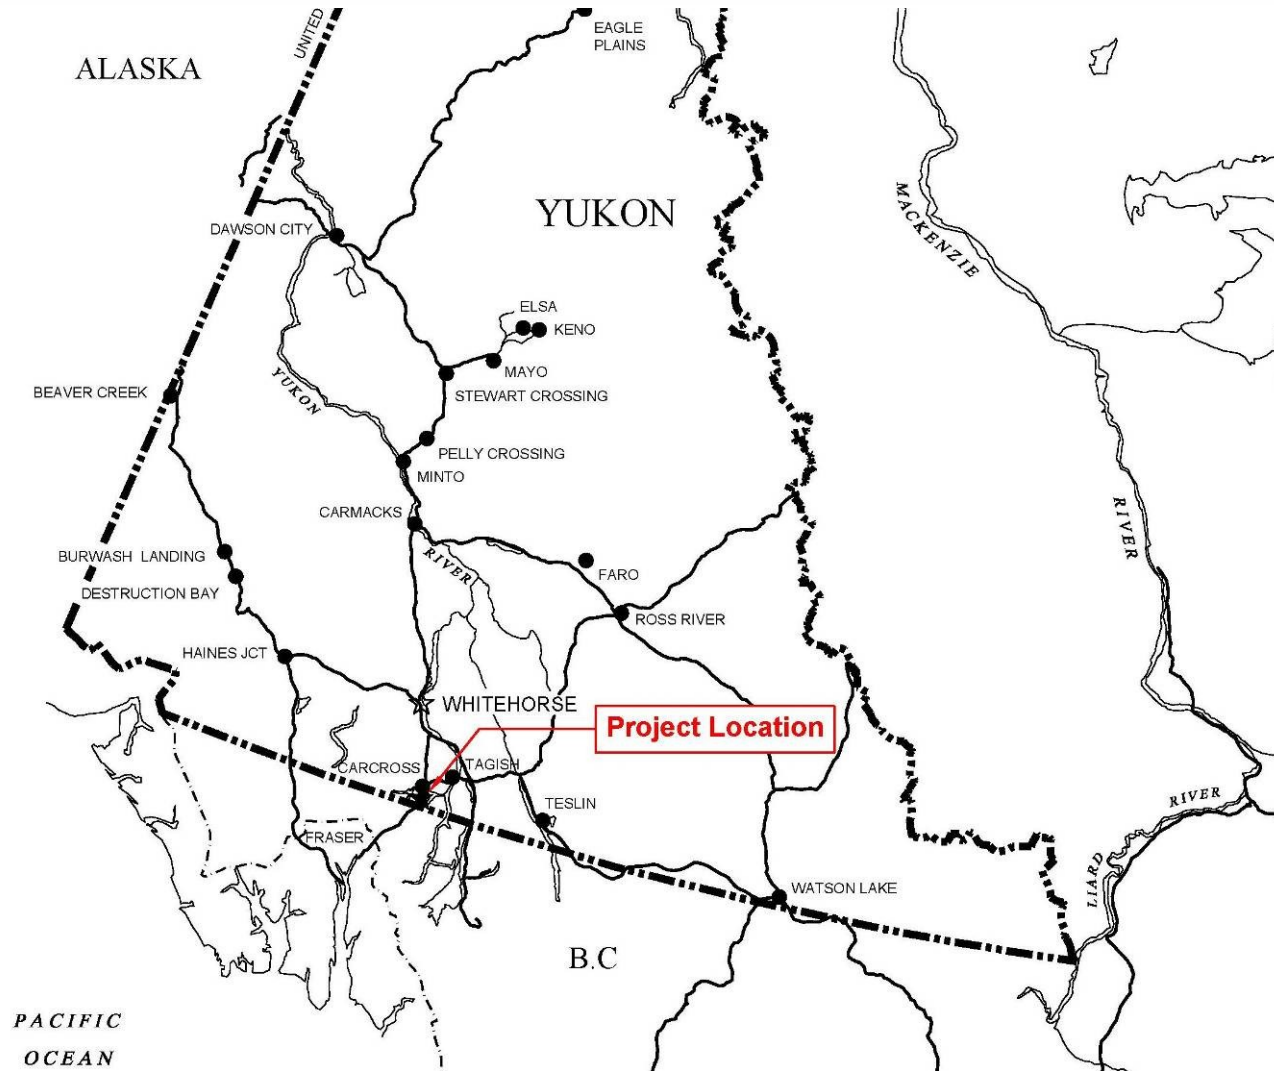 UNITED
EAGLE
PLAINS
ALASKA
MACKENZIE
YUKON
DAWSON CITY
ELSA
KENO
MAYO
YUKON
BEAVER CREEK
STEWART CROSSING
PELLY CROSSING
MINTO
CARMACKS
RIVER
RIVER
BURWASH LANDING
FARO
DESTRUCTION BAY
ROSS RIVER
HAINES JCT
WHITEHORSE
Project Location
CARCROSS
TAGISH
RIVER
TESLIN
FRASER
LIARD
WATSON LAKE
B.C
PACIFIC
OCEAN